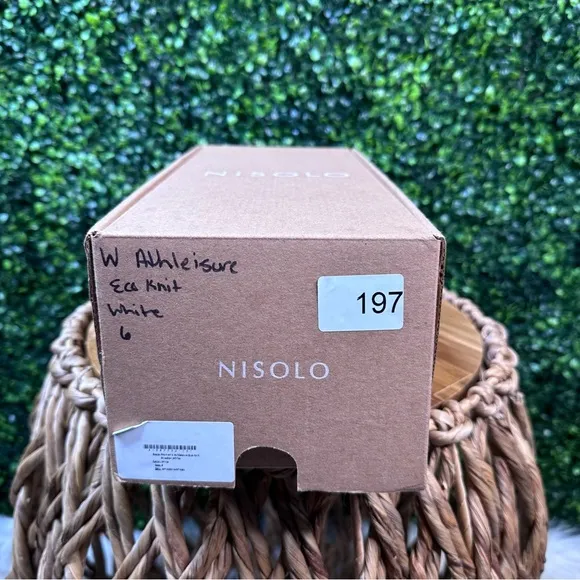 NISOLO
W Athleisure
Eco Knit
White
6
197
NISOLO